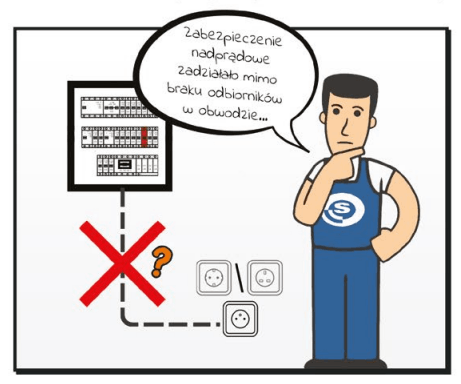 Zabezpieczenie
nadprądowe
zadziałało mimo
braku odbiorników
w obwodzie...
?
S